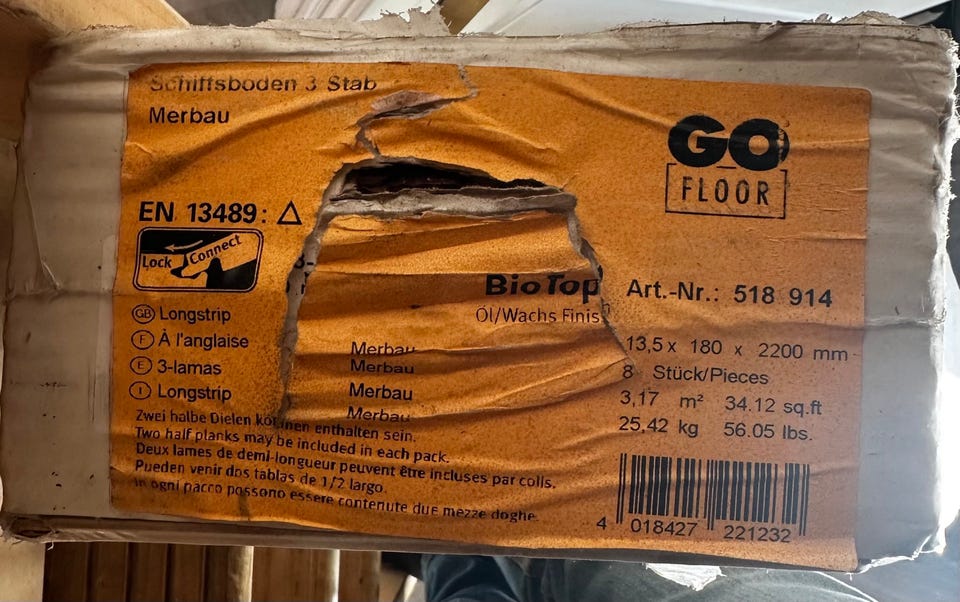 Schiffsboden 3 Stab
Merbau
GO
FLOOR
EN 13489:
Lock Connect
BioTop
Öl/Wachs
Art.-Nr.: 518 914
GB Longstrip
F À l'anglaise
E 3-lamas
I Longstrip
Merbau
Merbau
Merbau
Merbau
13,5 x 180 x 2200 mm
8 Stück/Pieces
3,17 m² 34.12 sq.ft
25,42 kg 56.05 lbs.
Zwei halbe Dielen können enthalten sein.
Two half planks may be included in each pack.
Deux lames de demi-longueur peuvent être incluses par colis.
Pueden venir dos tablas de 1/2 largo.
In ogni pacco possono essere contenute due mezze doghe.
4 018427 221232